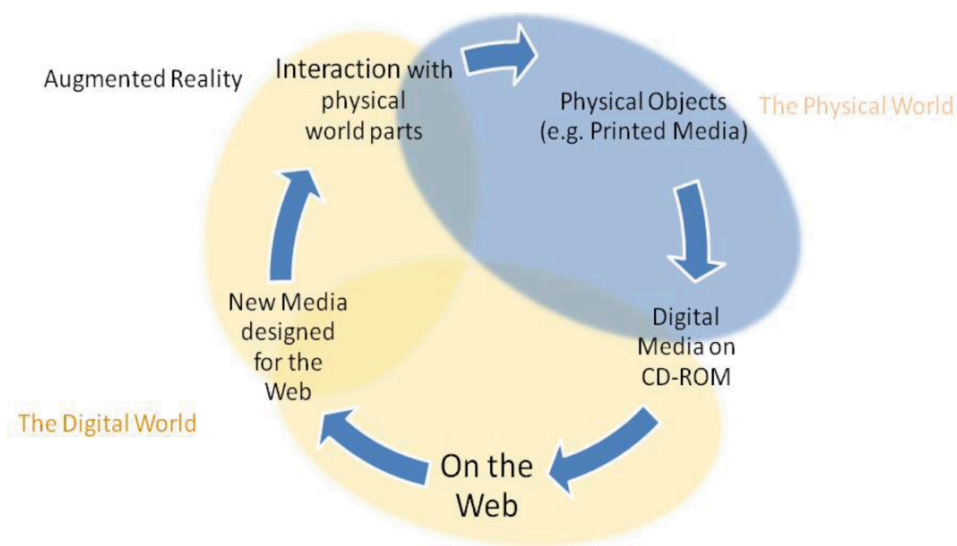 Augmented Reality
Interaction with
physical
world parts
Physical Objects
(e.g. Printed Media)
The Physical World
Digital
Media on
CD-ROM
On the
Web
New Media
designed
for the
Web
The Digital World